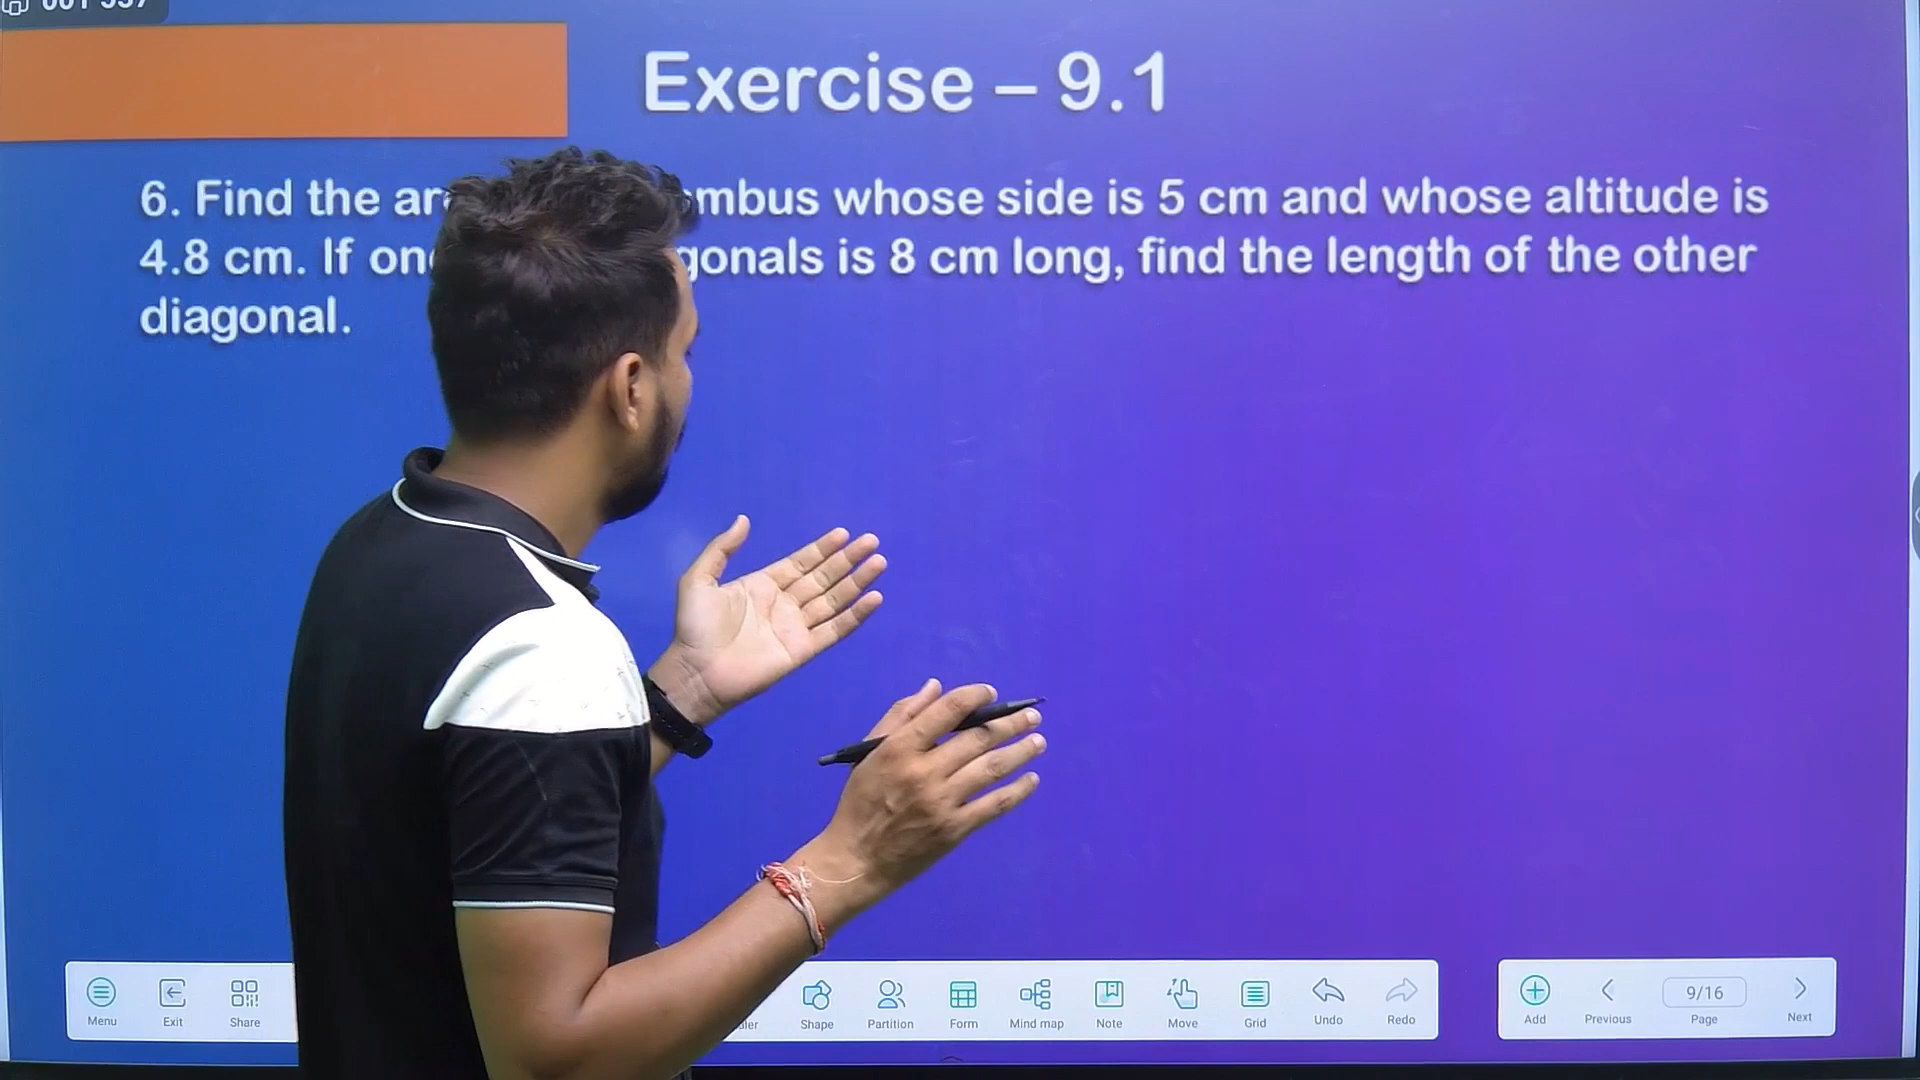 Exercise – 9.1
6. Find the mbus whose side is 5 cm and whose altitude is
4.8 cm. If gonals is 8 cm long, find the length of the other
diagonal.
Menu Exit Share Shape Partition Form Mind map Note Move Grid Undo Redo Add Previous 9/16 Page Next